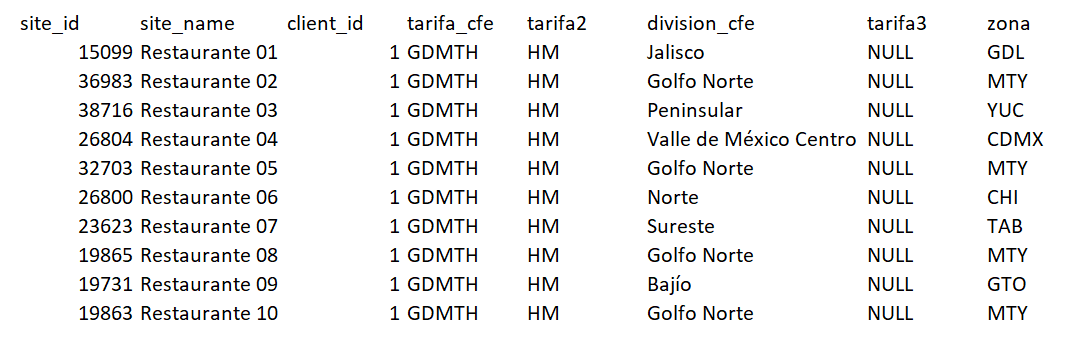 site_id site_name client_id tarifa_cfe tarifa2 division_cfe tarifa3 zona
15099 Restaurante 01 1 GDMTH HM Jalisco NULL GDL
36983 Restaurante 02 1 GDMTH HM Golfo Norte NULL MTY
38716 Restaurante 03 1 GDMTH HM Peninsular NULL YUC
26804 Restaurante 04 1 GDMTH HM Valle de México Centro NULL CDMX
32703 Restaurante 05 1 GDMTH HM Golfo Norte NULL MTY
26800 Restaurante 06 1 GDMTH HM Norte NULL CHI
23623 Restaurante 07 1 GDMTH HM Sureste NULL TAB
19865 Restaurante 08 1 GDMTH HM Golfo Norte NULL MTY
19731 Restaurante 09 1 GDMTH HM Bajío NULL GTO
19863 Restaurante 10 1 GDMTH HM Golfo Norte NULL MTY